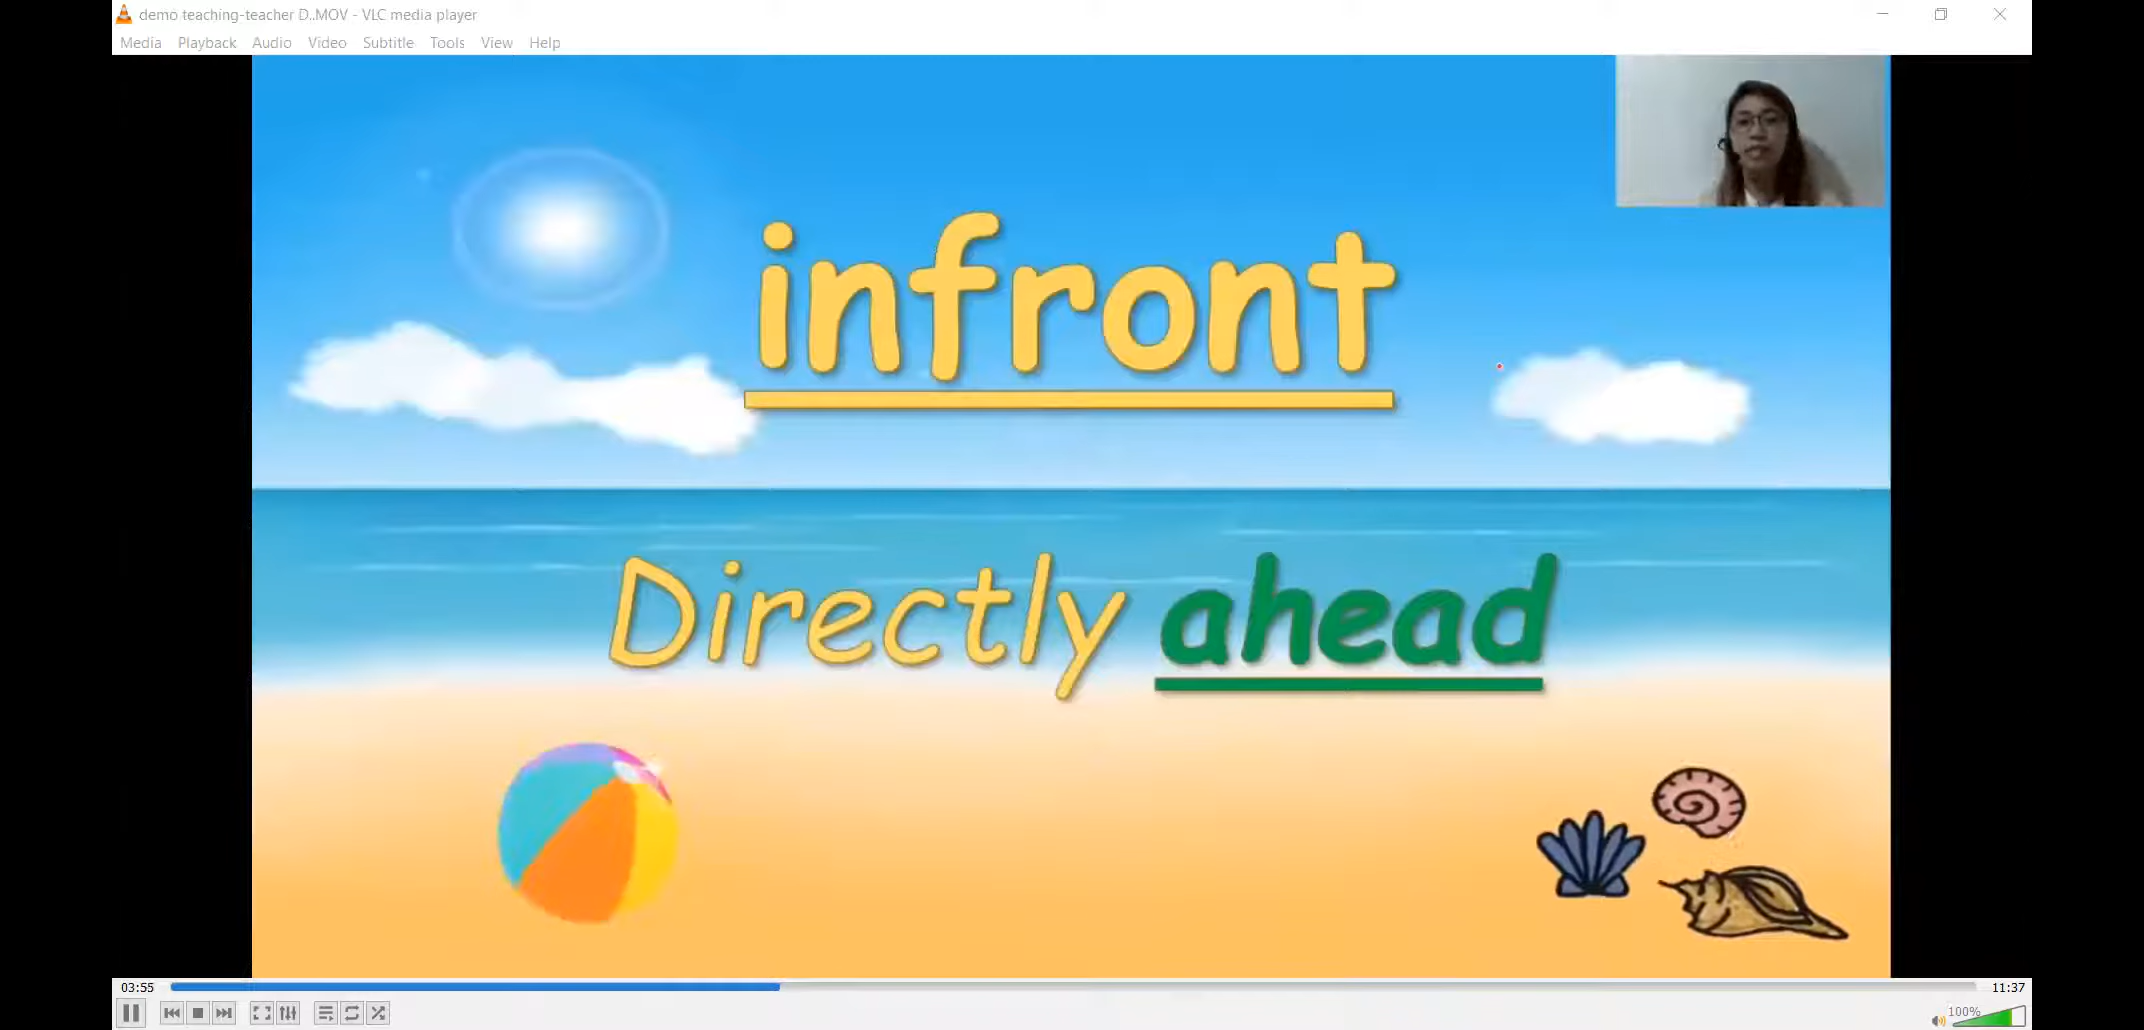 demo teaching-teacher D..MOV - VLC media player
Media Playback Audio Video Subtitle Tools View Help
infront
Directly ahead
03:55
11:37
100%